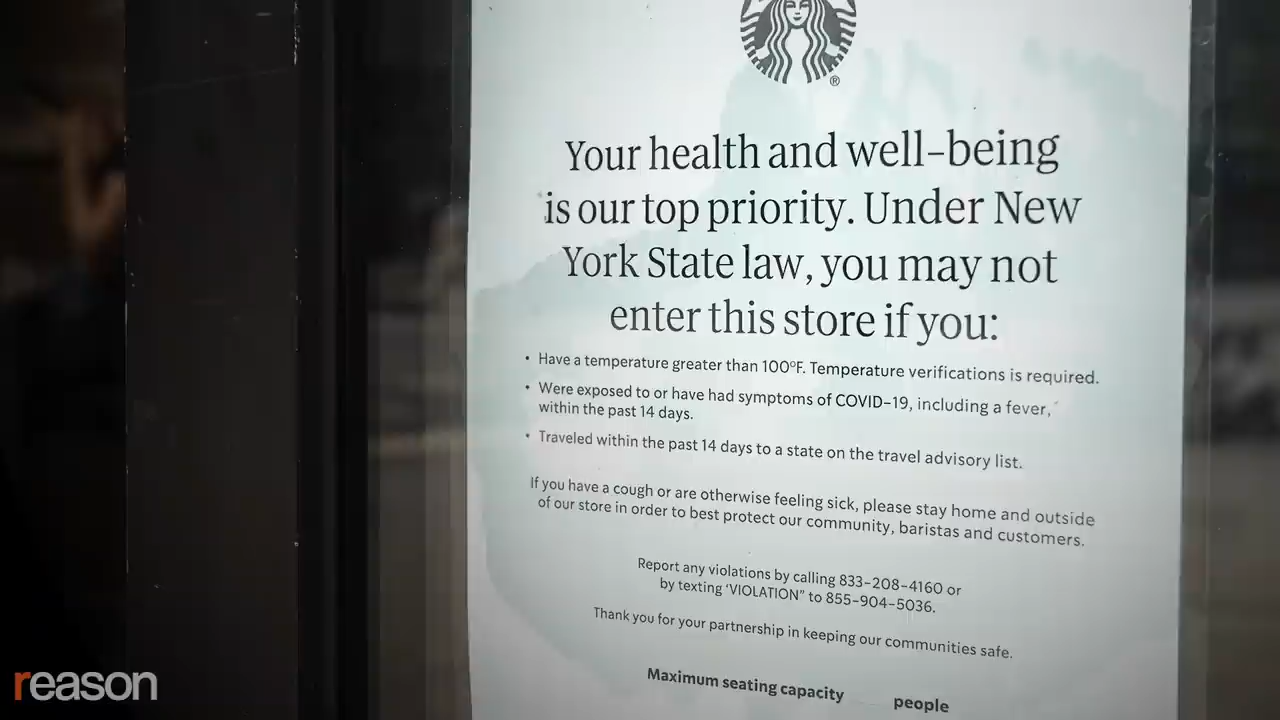 ®
Your health and well-being
is our top priority. Under New
York State law, you may not
enter this store if you:
• Have a temperature greater than 100°F. Temperature verifications is required.
• Were exposed to or have had symptoms of COVID-19, including a fever,
within the past 14 days.
• Traveled within the past 14 days to a state on the travel advisory list.
If you have a cough or are otherwise feeling sick, please stay home and outside
of our store in order to best protect our community, baristas and customers.
Report any violations by calling 833-208-4160 or
by texting 'VIOLATION" to 855-904-5036.
Thank you for your partnership in keeping our communities safe.
Maximum seating capacity people
reason